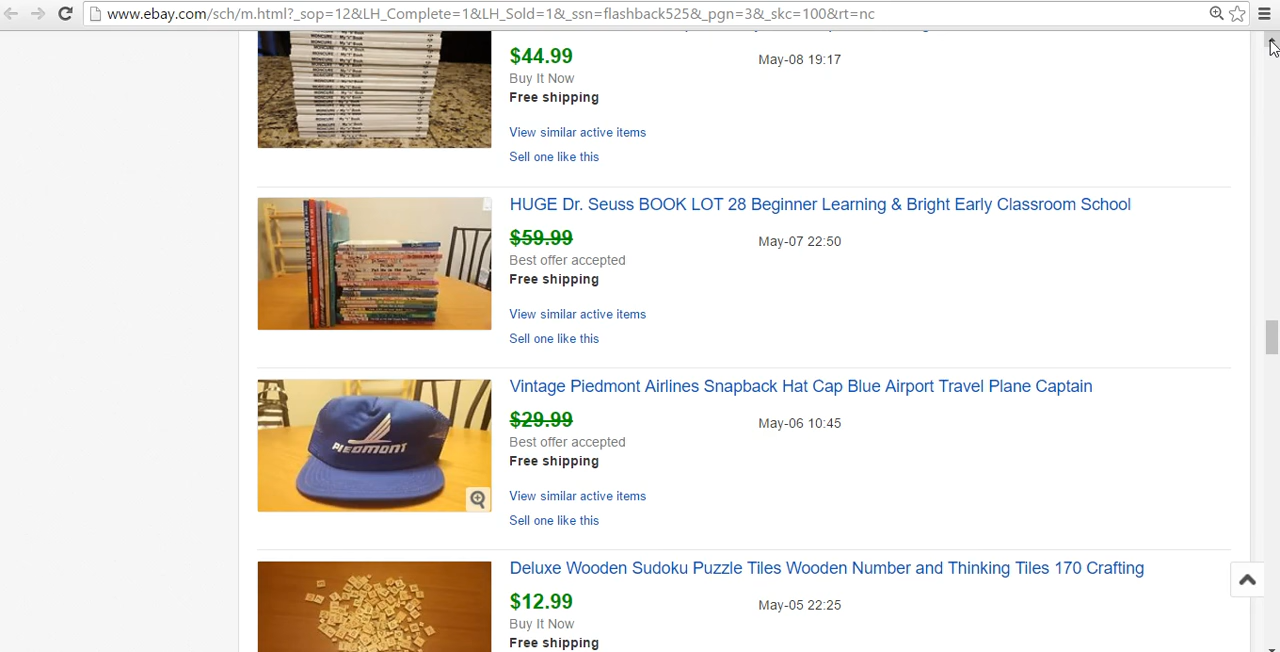 www.ebay.com/sch/m.html?_sop=12&LH_Complete=1&LH_Sold=1&_ssn=flashback525&_pgn=3&_skc=100&rt=nc
$44.99
May-08 19:17
Buy It Now
Free shipping
View similar active items
Sell one like this
HUGE Dr. Seuss BOOK LOT 28 Beginner Learning & Bright Early Classroom School
$59.99
May-07 22:50
Best offer accepted
Free shipping
View similar active items
Sell one like this
Vintage Piedmont Airlines Snapback Hat Cap Blue Airport Travel Plane Captain
PIEDMONT
$29.99
May-06 10:45
Best offer accepted
Free shipping
View similar active items
Sell one like this
Deluxe Wooden Sudoku Puzzle Tiles Wooden Number and Thinking Tiles 170 Crafting
$12.99
May-05 22:25
Buy It Now
Free shipping